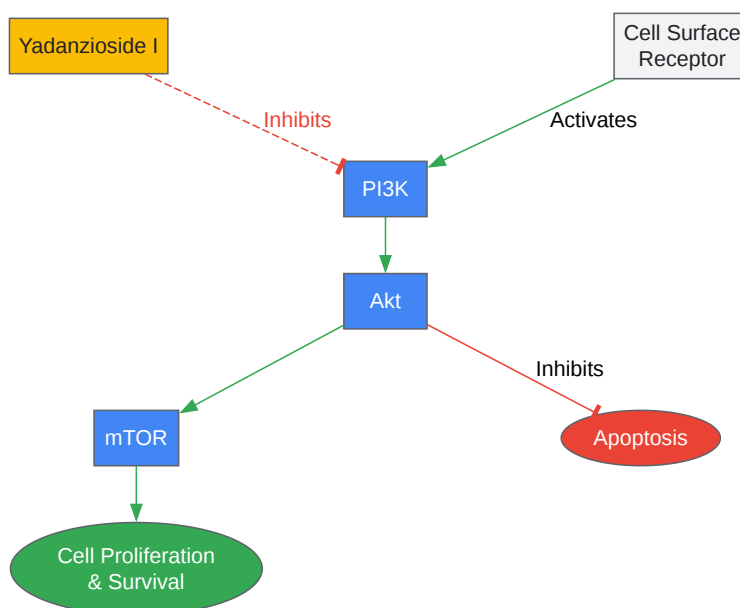 Yadanzioside I
Cell Surface
Receptor
Inhibits
Activates
PI3K
Akt
Inhibits
mTOR
Apoptosis
Cell Proliferation
& Survival